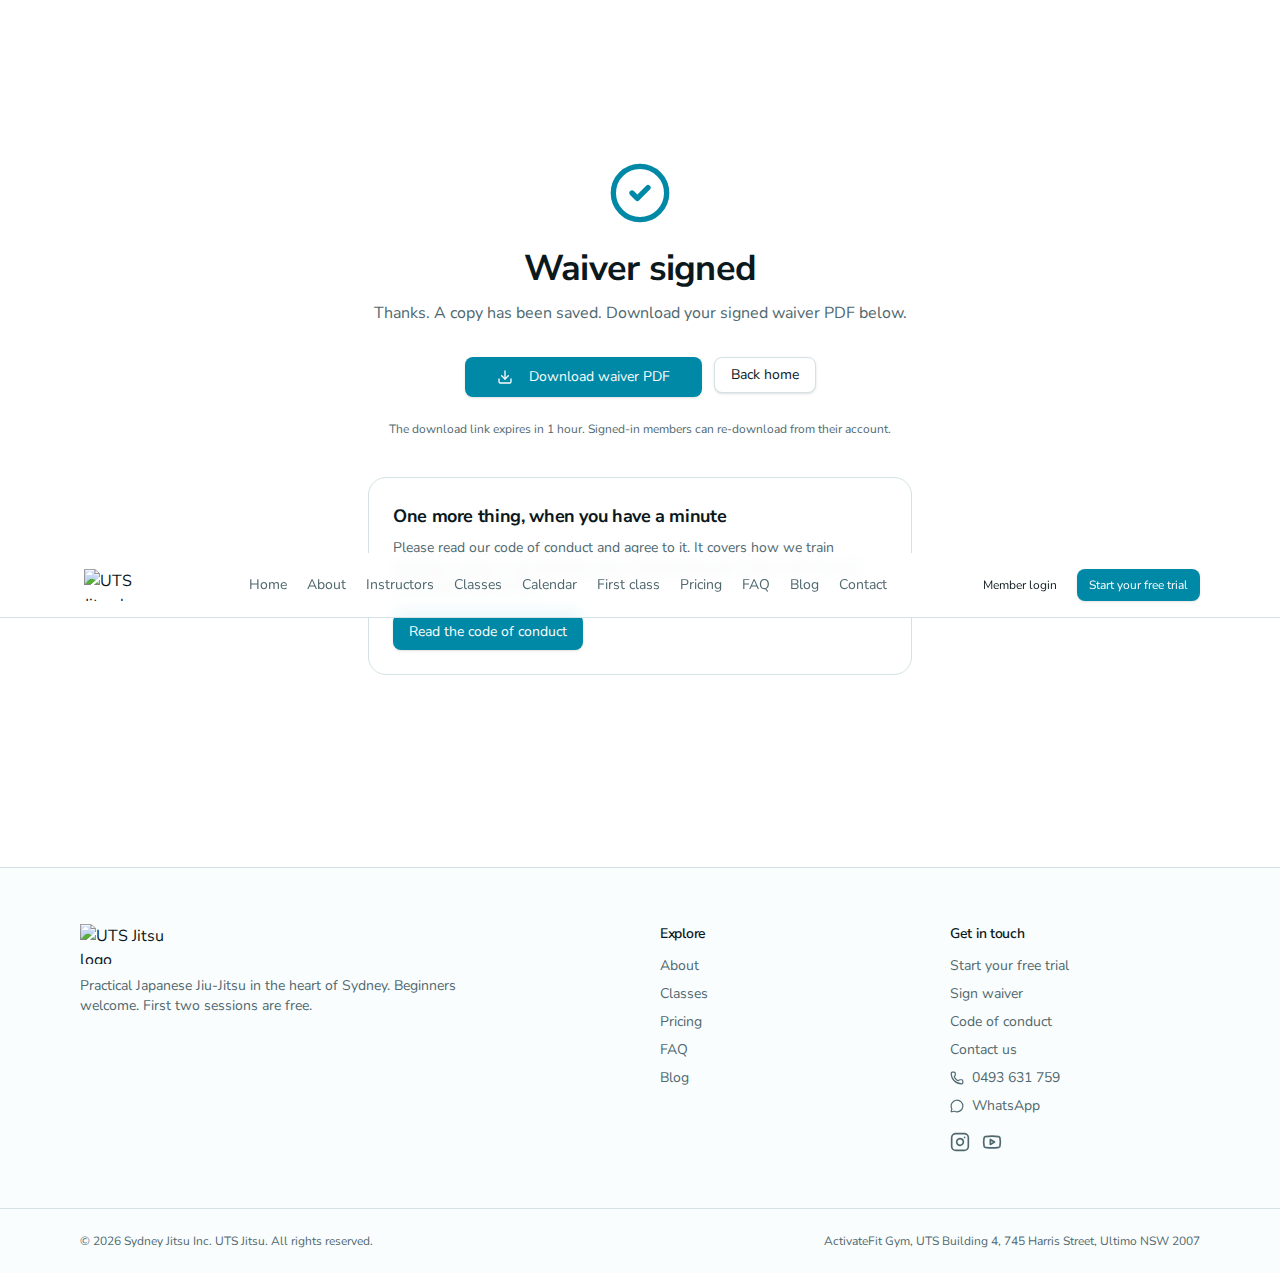 Waiver signed
Thanks. A copy has been saved. Download your signed waiver PDF below.
Download waiver PDF
Back home
The download link expires in 1 hour. Signed-in members can re-download from their account.
One more thing, when you have a minute
Please read our code of conduct and agree to it. It covers how we train
UTS
Home
About
Instructors
Classes
Calendar
First class
Pricing
FAQ
Blog
Contact
Member login
Start your free trial
Read the code of conduct
UTS Jitsu
logo
Practical Japanese Jiu-Jitsu in the heart of Sydney. Beginners
welcome. First two sessions are free.
Explore
About
Classes
Pricing
FAQ
Blog
Get in touch
Start your free trial
Sign waiver
Code of conduct
Contact us
0493 631 759
WhatsApp
© 2026 Sydney Jitsu Inc. UTS Jitsu. All rights reserved.
ActivateFit Gym, UTS Building 4, 745 Harris Street, Ultimo NSW 2007